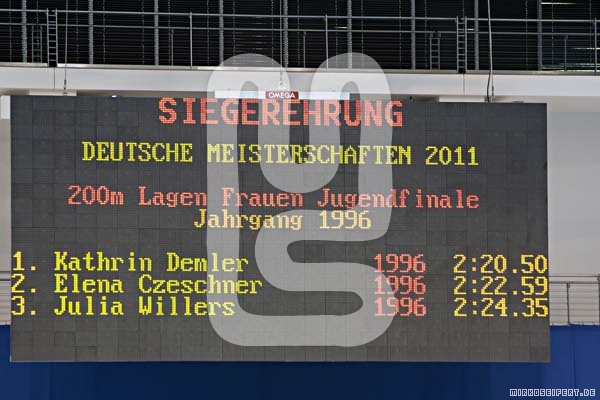 OMEGA
SIEGEREHRUNG
DEUTSCHE MEISTERSCHAFTEN 2011
200m Lagen Frauen Jugendfinale
Jahrgang 1996
1. Kathrin Demler 1996 2:20.50
2. Elena Czeschner 1996 2:22.59
3. Julia Willers 1996 2:24.35
MIRKOSEIFERT.DE